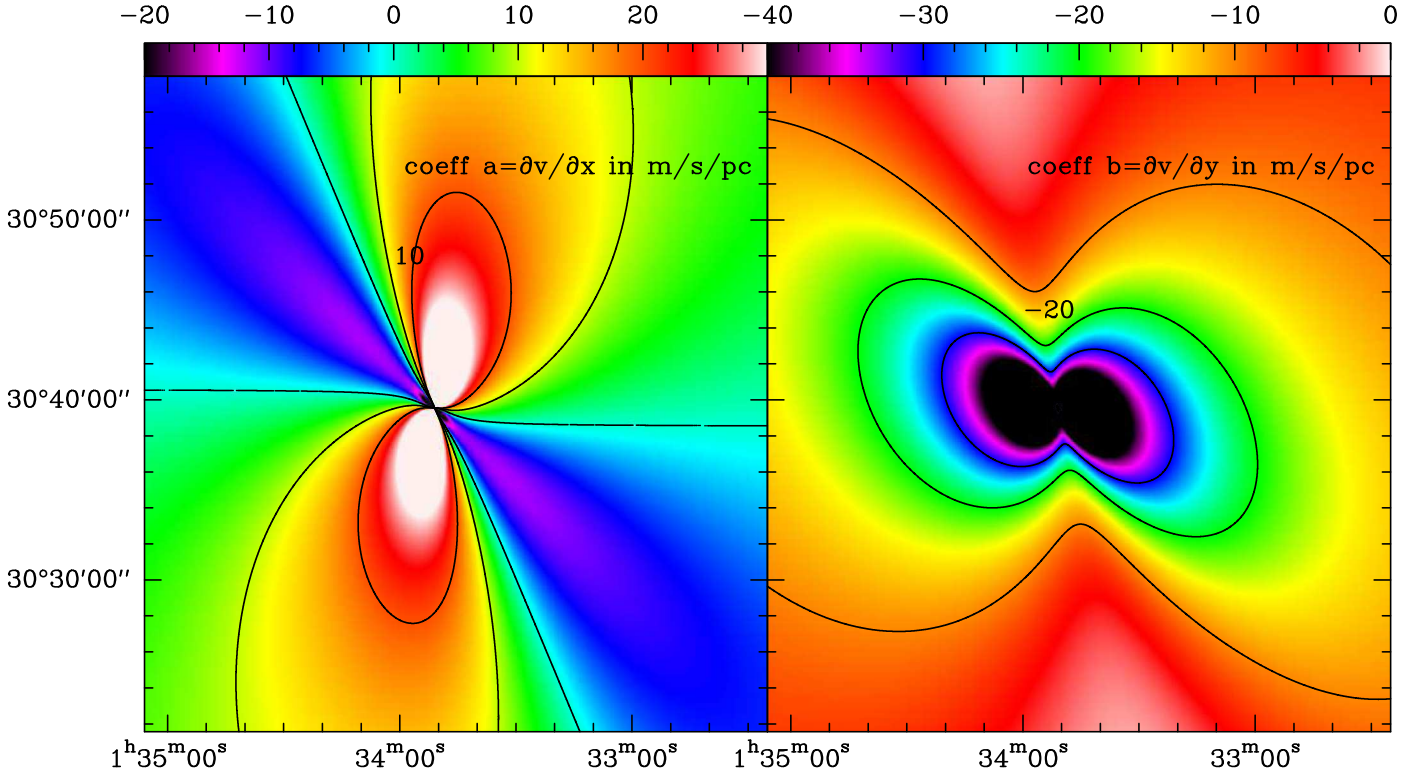 −20 −10 0 10 20 −40 −30 −20 −10 0
coeff a=∂v/∂x in m/s/pc coeff b=∂v/∂y in m/s/pc
30°50′00″
10
−20
30°40′00″
30°30′00″
1ʰ35ᵐ00ˢ 34ᵐ00ˢ 33ᵐ00ˢ 1ʰ35ᵐ00ˢ 34ᵐ00ˢ 33ᵐ00ˢ